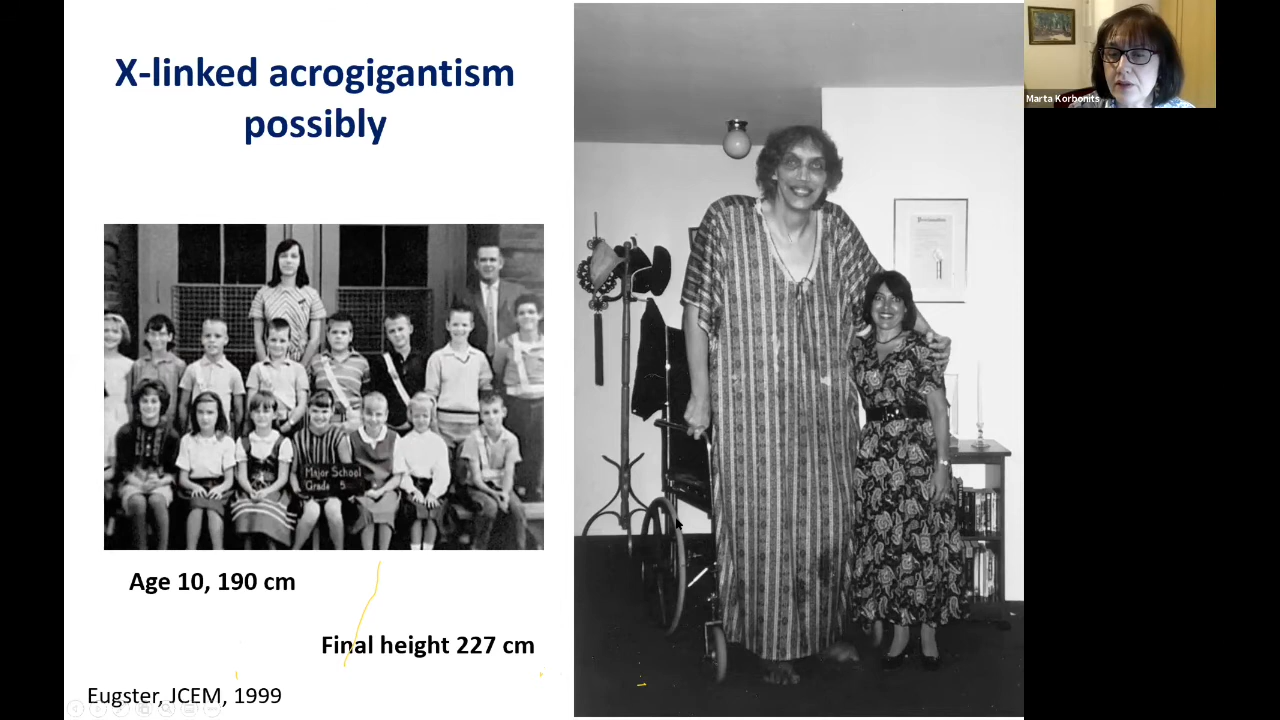 X-linked acrogigantism
possibly
Marta Korbonits
Proclamation
Major School
Grade 5
Age 10, 190 cm
Final height 227 cm
Eugster, JCEM, 1999